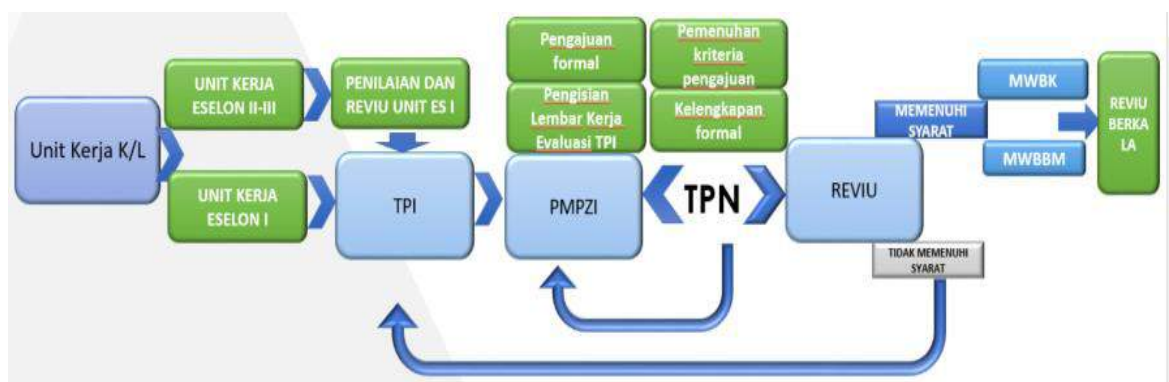 Unit Kerja K/L
UNIT KERJA
ESELON II-III
UNIT KERJA
ESELON I
PENILAIAN DAN
REVIU UNIT ES I
TPI
Pengajuan
formal
Pengisian
Lembar Kerja
Evaluasi TPI
PMPZI
Pemenuhan
kriteria
pengajuan
Kelengkapan
formal
TPN
REVIU
MEMENUHI
SYARAT
TIDAK MEMENUHI
SYARAT
MWBK
MWBBM
REVIU
BERKA
LA